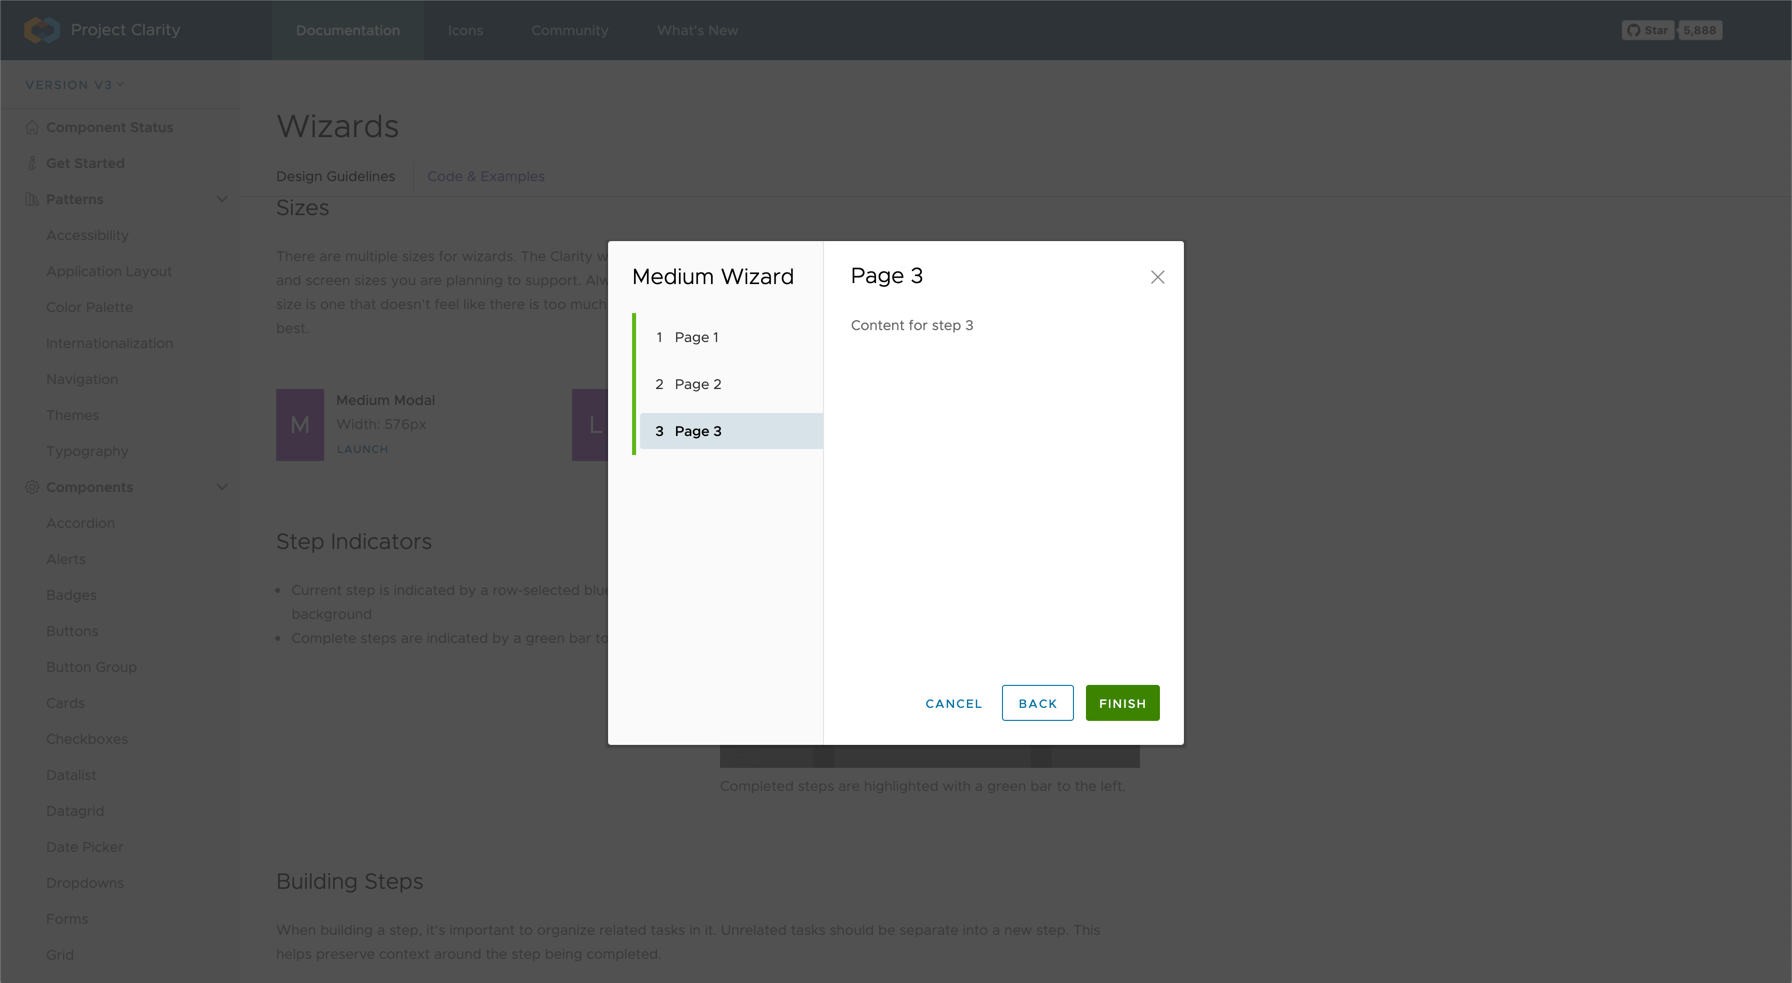 Project Clarity
Documentation
Icons
Community
What's New
Star
5,888
VERSION V3
Component Status
Get Started
Patterns
Accessibility
Application Layout
Color Palette
Internationalization
Navigation
Themes
Typography
Components
Accordion
Alerts
Badges
Buttons
Button Group
Cards
Checkboxes
Datalist
Datagrid
Date Picker
Dropdowns
Forms
Grid
Wizards
Design Guidelines
Code & Examples
Sizes
There are multiple sizes for wizards. The Clarity w
and screen sizes you are planning to support. Alw
size is one that doesn't feel like there is too much
best.
M
Medium Modal
Width: 576px
LAUNCH
L
Step Indicators
Current step is indicated by a row-selected blue
background
Complete steps are indicated by a green bar to
Completed steps are highlighted with a green bar to the left.
Building Steps
When building a step, it's important to organize related tasks in it. Unrelated tasks should be separate into a new step. This
helps preserve context around the step being completed.
Medium Wizard
1 Page 1
2 Page 2
3 Page 3
Page 3
Content for step 3
CANCEL
BACK
FINISH